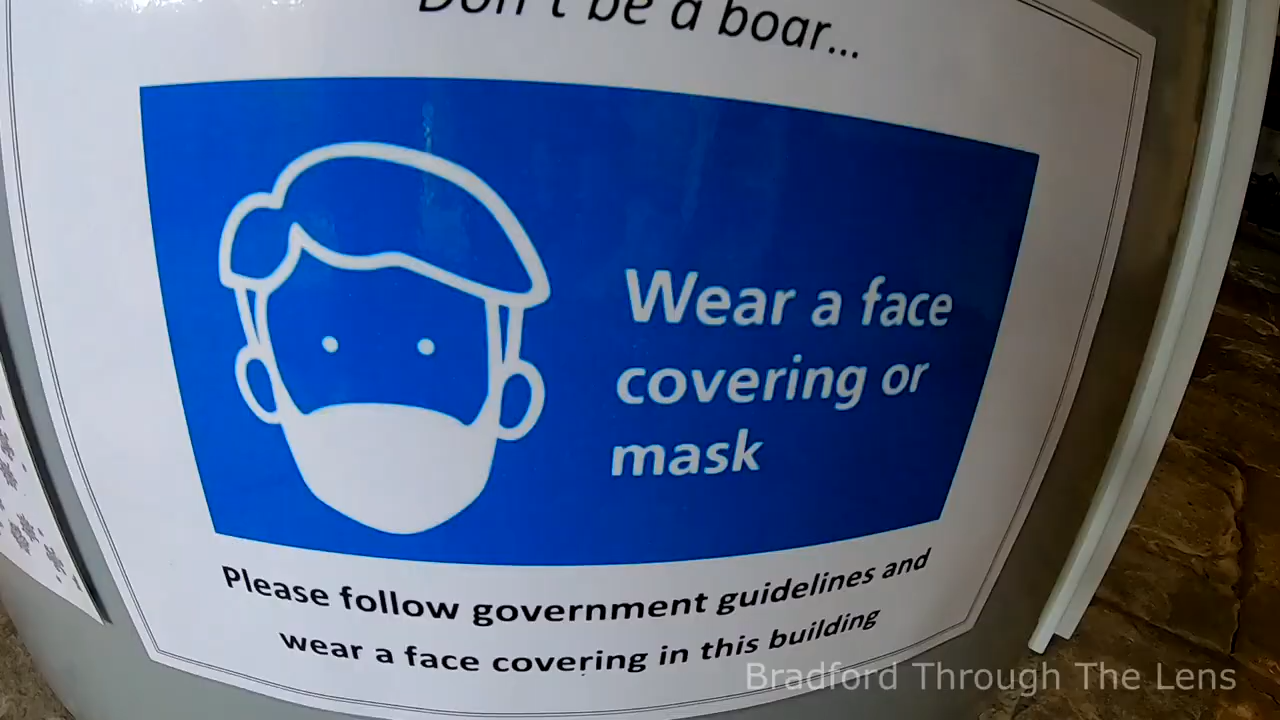 Don't be a boar...
Wear a face
covering or
mask
Please follow government guidelines and
wear a face covering in this building
Bradford Through The Lens